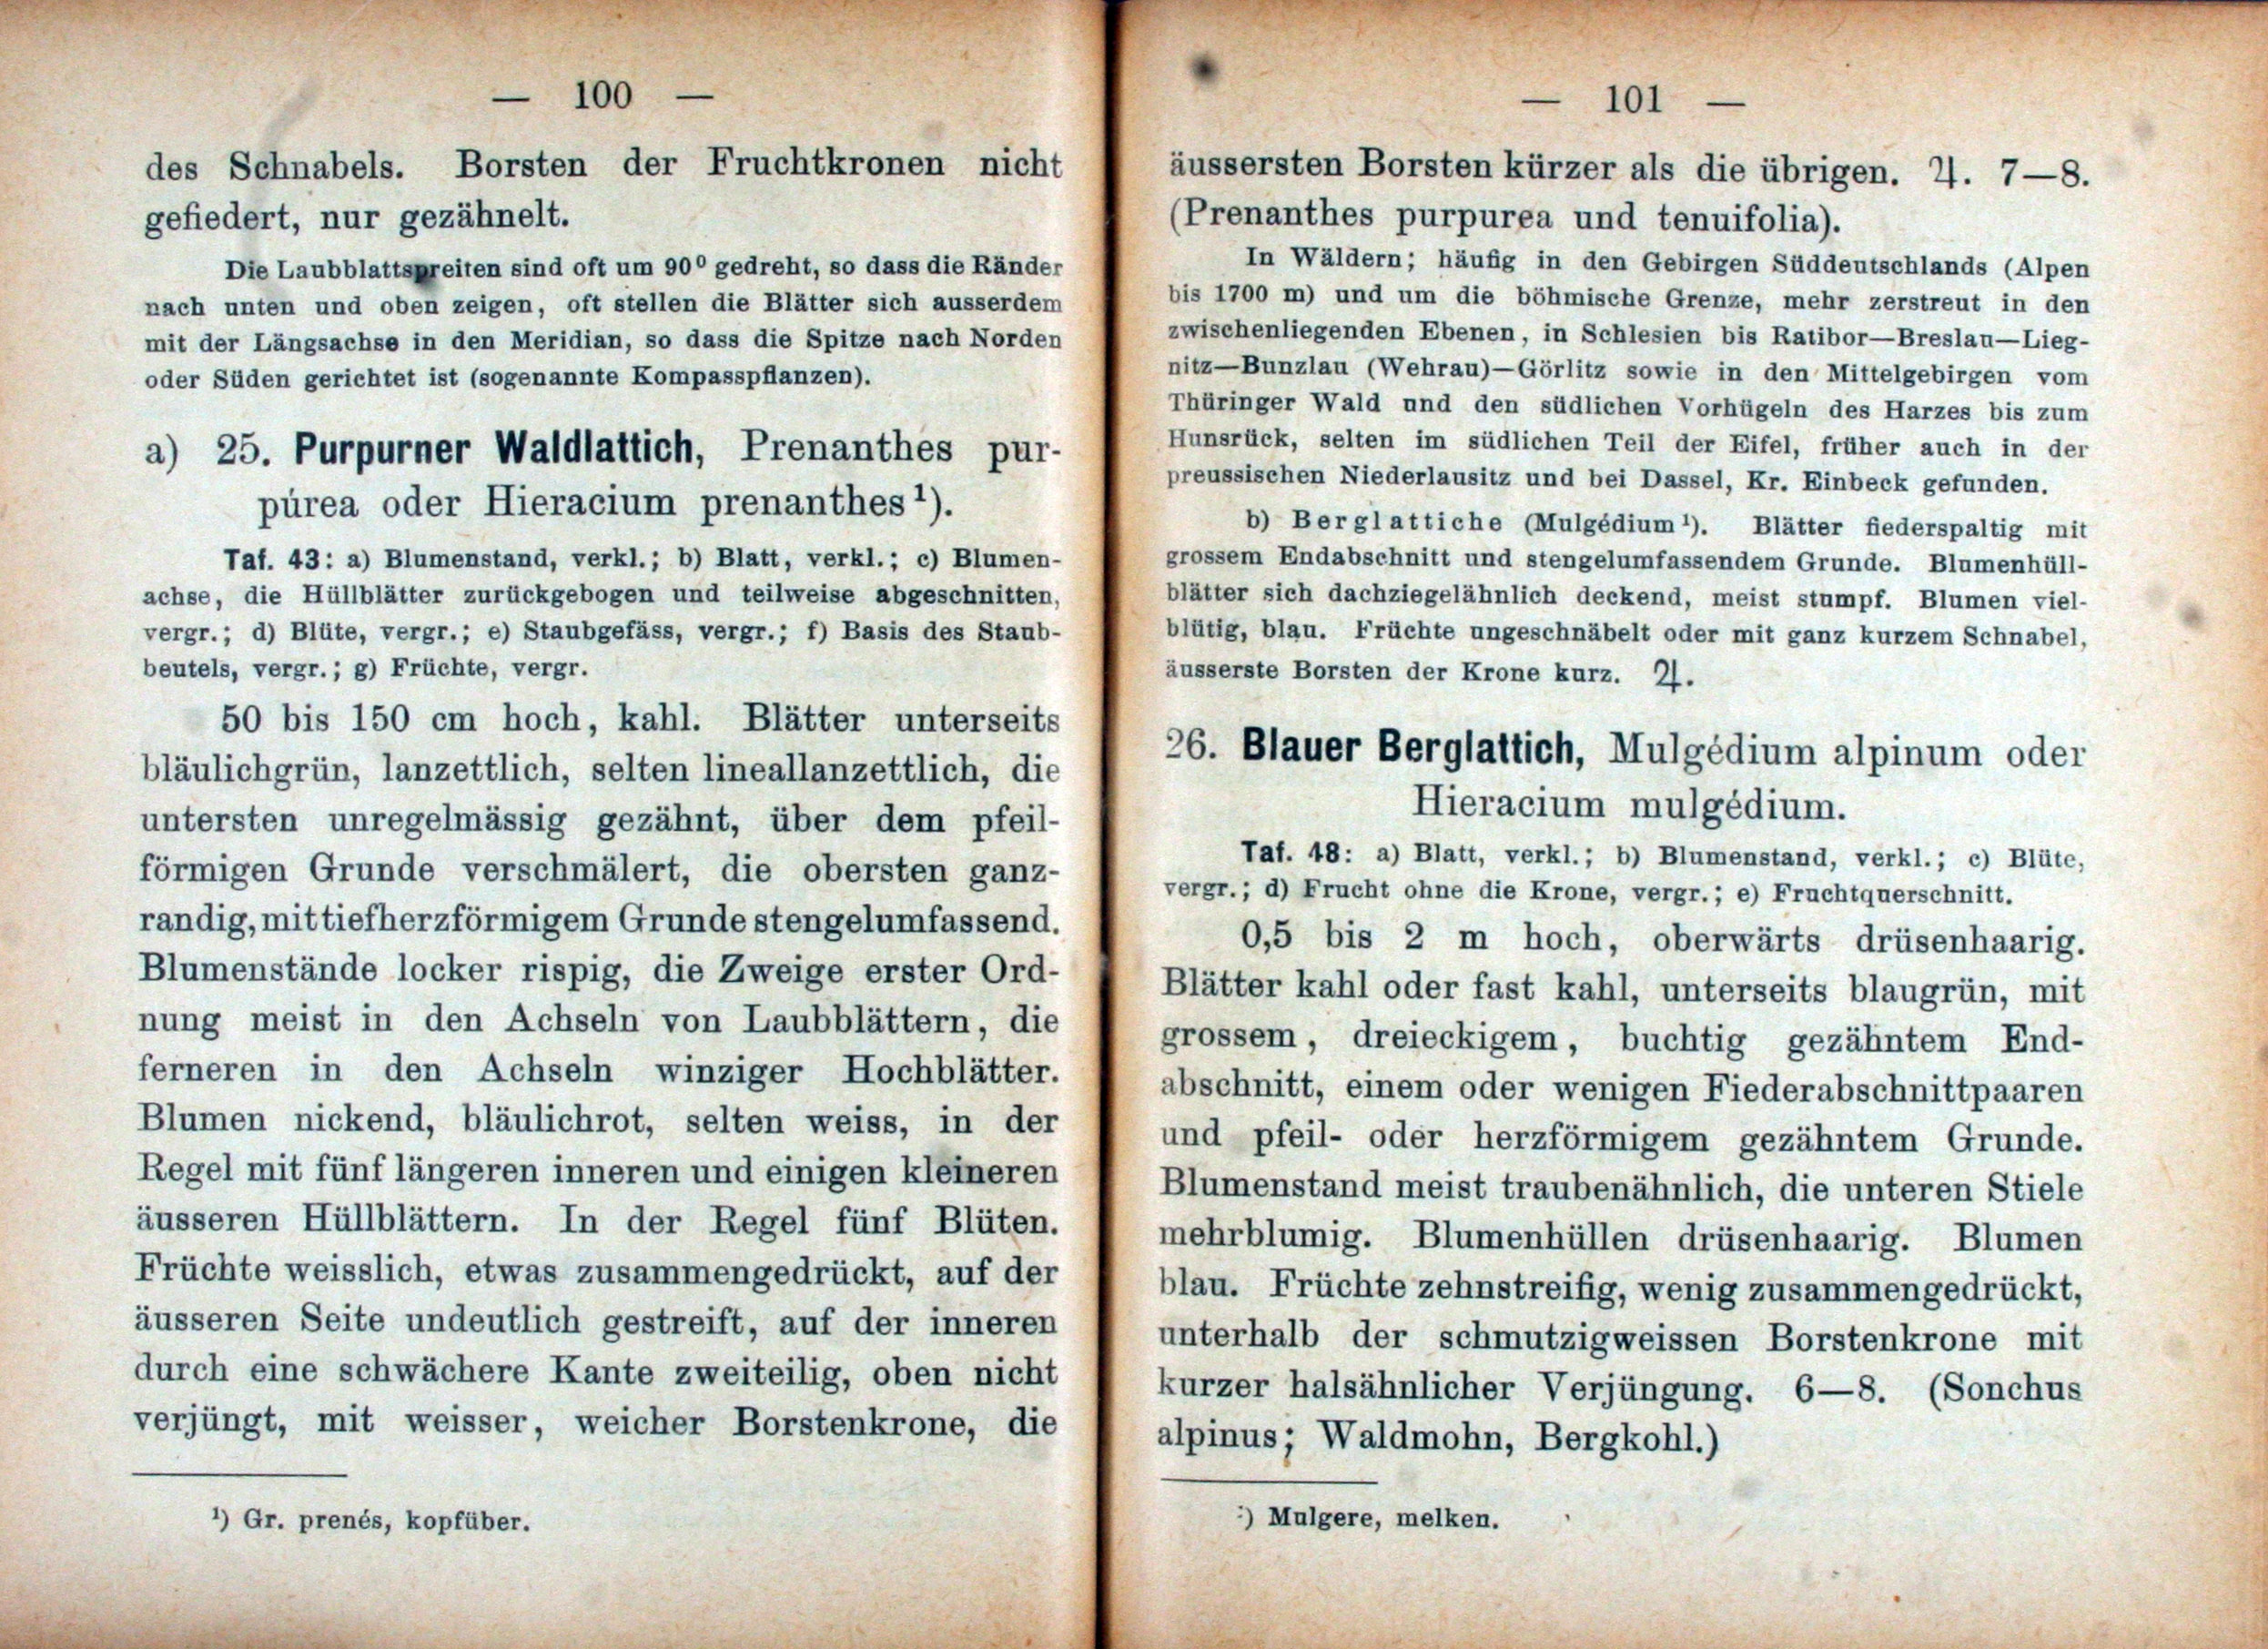 — 100 —
des Schnabels. Borsten der Fruchtkronen nicht
gefiedert, nur gezähnelt.
Die Laubblattspreiten sind oft um 90⁰ gedreht, so dass die Ränder
nach unten und oben zeigen, oft stellen die Blätter sich ausserdem
mit der Längsachse in den Meridian, so dass die Spitze nach Norden
oder Süden gerichtet ist (sogenannte Kompasspflanzen).
a) 25. Purpurner Waldlattich, Prenanthes pur-
púrea oder Hieracium prenanthes ¹).
Taf. 43: a) Blumenstand, verkl.; b) Blatt, verkl.; c) Blumen-
achse, die Hüllblätter zurückgebogen und teilweise abgeschnitten,
vergr.; d) Blüte, vergr.; e) Staubgefäss, vergr.; f) Basis des Staub-
beutels, vergr.; g) Früchte, vergr.
50 bis 150 cm hoch, kahl. Blätter unterseits
bläulichgrün, lanzettlich, selten lineallanzettlich, die
untersten unregelmässig gezähnt, über dem pfeil-
förmigen Grunde verschmälert, die obersten ganz-
randig, mit tiefherzförmigem Grunde stengelumfassend.
Blumenstände locker rispig, die Zweige erster Ord-
nung meist in den Achseln von Laubblättern, die
ferneren in den Achseln winziger Hochblätter.
Blumen nickend, bläulichrot, selten weiss, in der
Regel mit fünf längeren inneren und einigen kleineren
äusseren Hüllblättern. In der Regel fünf Blüten.
Früchte weisslich, etwas zusammengedrückt, auf der
äusseren Seite undeutlich gestreift, auf der inneren
durch eine schwächere Kante zweiteilig, oben nicht
verjüngt, mit weisser, weicher Borstenkrone, die
¹) Gr. prenés, kopfüber.
— 101 —
äussersten Borsten kürzer als die übrigen. ♃. 7—8.
(Prenanthes purpurea und tenuifolia).
In Wäldern; häufig in den Gebirgen Süddeutschlands (Alpen
bis 1700 m) und um die böhmische Grenze, mehr zerstreut in den
zwischenliegenden Ebenen, in Schlesien bis Ratibor—Breslau—Lieg-
nitz—Bunzlau (Wehrau)—Görlitz sowie in den Mittelgebirgen vom
Thüringer Wald und den südlichen Vorhügeln des Harzes bis zum
Hunsrück, selten im südlichen Teil der Eifel, früher auch in der
preussischen Niederlausitz und bei Dassel, Kr. Einbeck gefunden.
b) Berglattiche (Mulgédium ¹). Blätter fiederspaltig mit
grossem Endabschnitt und stengelumfassendem Grunde. Blumenhüll-
blätter sich dachziegelähnlich deckend, meist stumpf. Blumen viel-
blütig, blau. Früchte ungeschnäbelt oder mit ganz kurzem Schnabel,
äusserste Borsten der Krone kurz. ♃.
26. Blauer Berglattich, Mulgédium alpinum oder
Hieracium mulgédium.
Taf. 48: a) Blatt, verkl.; b) Blumenstand, verkl.; c) Blüte,
vergr.; d) Frucht ohne die Krone, vergr.; e) Fruchtquerschnitt.
0,5 bis 2 m hoch, oberwärts drüsenhaarig.
Blätter kahl oder fast kahl, unterseits blaugrün, mit
grossem, dreieckigem, buchtig gezähntem End-
abschnitt, einem oder wenigen Fiederabschnittpaaren
und pfeil- oder herzförmigem gezähntem Grunde.
Blumenstand meist traubenähnlich, die unteren Stiele
mehrblumig. Blumenhüllen drüsenhaarig. Blumen
blau. Früchte zehnstreifig, wenig zusammengedrückt,
unterhalb der schmutzigweissen Borstenkrone mit
kurzer halsähnlicher Verjüngung. 6—8. (Sonchus
alpinus; Waldmohn, Bergkohl.)
¹) Mulgere, melken.